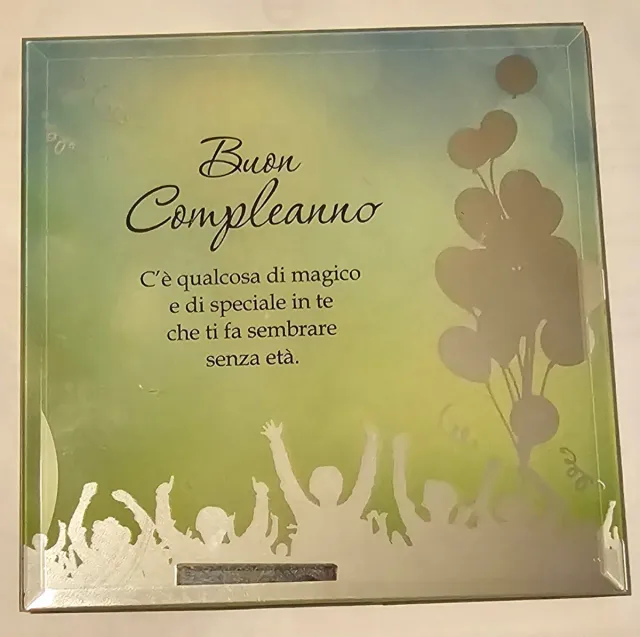 Buon
Compleanno
C'è qualcosa di magico
e di speciale in te
che ti fa sembrare
senza età.